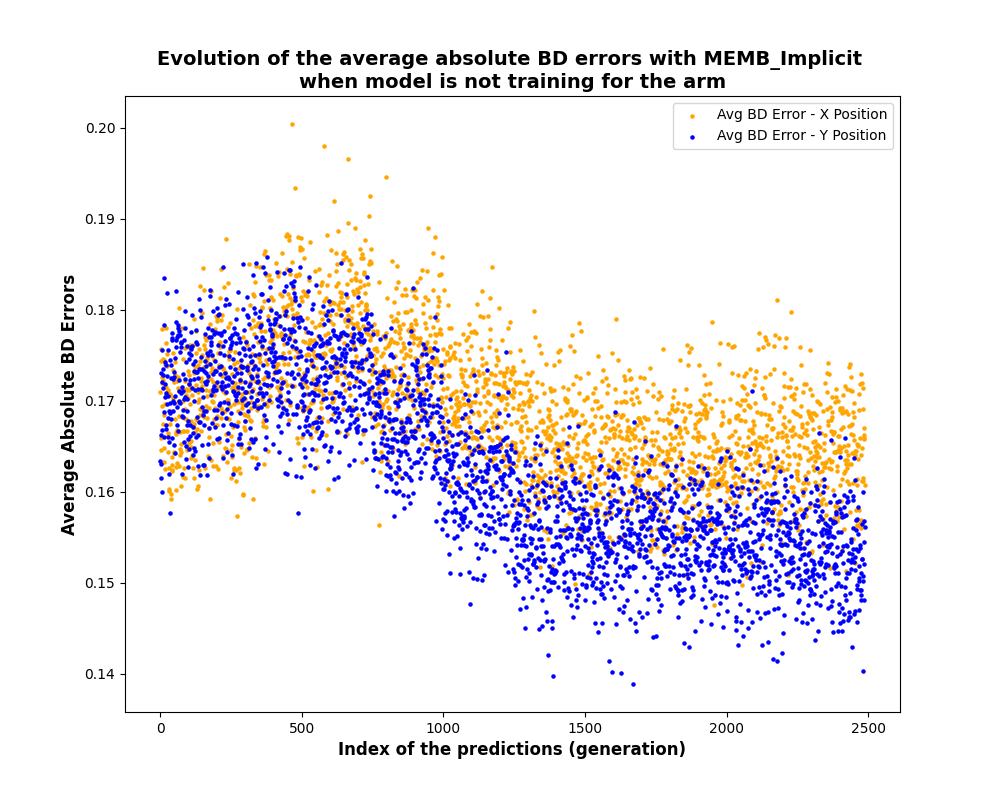 Evolution of the average absolute BD errors with MEMB_Implicit
when model is not training for the arm
Avg BD Error - X Position
Avg BD Error - Y Position
0.20
0.19
0.18
0.17
0.16
0.15
0.14
Average Absolute BD Errors
0 500 1000 1500 2000 2500
Index of the predictions (generation)